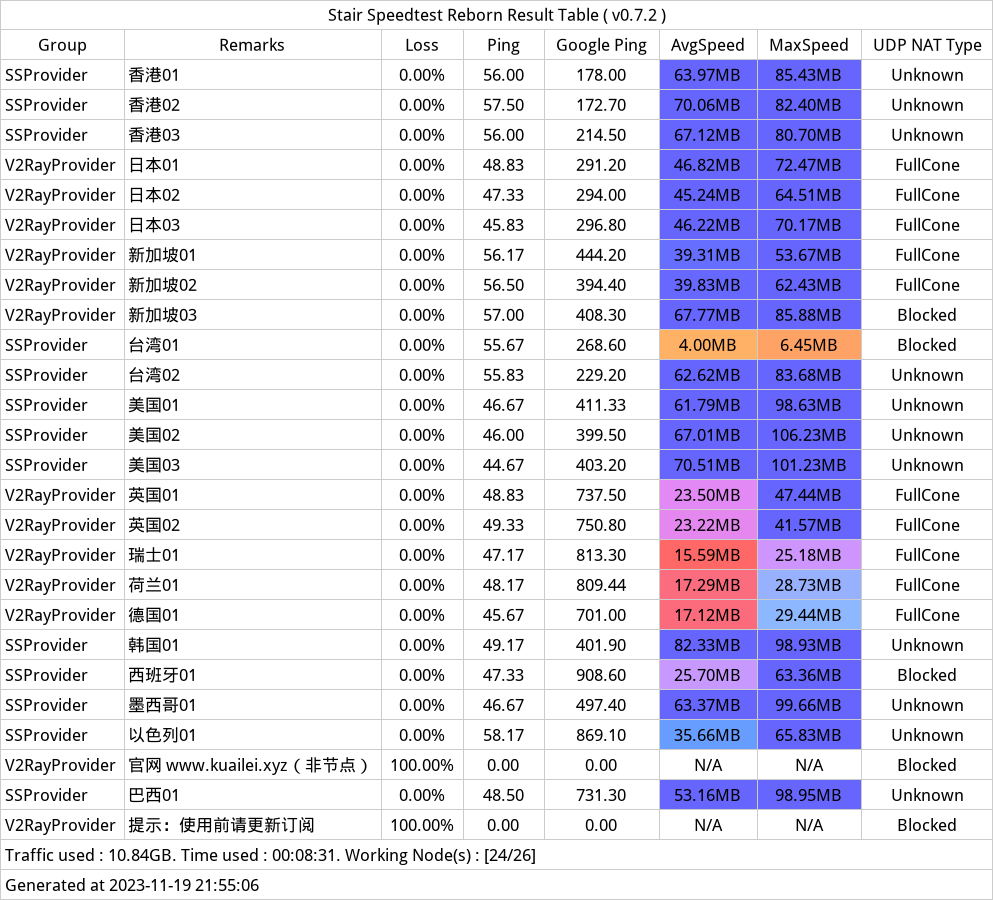 Stair Speedtest Reborn Result Table ( v0.7.2 )
Group Remarks Loss Ping Google Ping AvgSpeed MaxSpeed UDP NAT Type
SSProvider 香港01 0.00% 56.00 178.00 63.97MB 85.43MB Unknown
SSProvider 香港02 0.00% 57.50 172.70 70.06MB 82.40MB Unknown
SSProvider 香港03 0.00% 56.00 214.50 67.12MB 80.70MB Unknown
V2RayProvider 日本01 0.00% 48.83 291.20 46.82MB 72.47MB FullCone
V2RayProvider 日本02 0.00% 47.33 294.00 45.24MB 64.51MB FullCone
V2RayProvider 日本03 0.00% 45.83 296.80 46.22MB 70.17MB FullCone
V2RayProvider 新加坡01 0.00% 56.17 444.20 39.31MB 53.67MB FullCone
V2RayProvider 新加坡02 0.00% 56.50 394.40 39.83MB 62.43MB FullCone
V2RayProvider 新加坡03 0.00% 57.00 408.30 67.77MB 85.88MB Blocked
SSProvider 台湾01 0.00% 55.67 268.60 4.00MB 6.45MB Blocked
SSProvider 台湾02 0.00% 55.83 229.20 62.62MB 83.68MB Unknown
SSProvider 美国01 0.00% 46.67 411.33 61.79MB 98.63MB Unknown
SSProvider 美国02 0.00% 46.00 399.50 67.01MB 106.23MB Unknown
SSProvider 美国03 0.00% 44.67 403.20 70.51MB 101.23MB Unknown
V2RayProvider 英国01 0.00% 48.83 737.50 23.50MB 47.44MB FullCone
V2RayProvider 英国02 0.00% 49.33 750.80 23.22MB 41.57MB FullCone
V2RayProvider 瑞士01 0.00% 47.17 813.30 15.59MB 25.18MB FullCone
V2RayProvider 荷兰01 0.00% 48.17 809.44 17.29MB 28.73MB FullCone
V2RayProvider 德国01 0.00% 45.67 701.00 17.12MB 29.44MB FullCone
SSProvider 韩国01 0.00% 49.17 401.90 82.33MB 98.93MB Unknown
SSProvider 西班牙01 0.00% 47.33 908.60 25.70MB 63.36MB Blocked
SSProvider 墨西哥01 0.00% 46.67 497.40 63.37MB 99.66MB Unknown
SSProvider 以色列01 0.00% 58.17 869.10 35.66MB 65.83MB Unknown
V2RayProvider 官网 www.kuailei.xyz（非节点） 100.00% 0.00 0.00 N/A N/A Blocked
SSProvider 巴西01 0.00% 48.50 731.30 53.16MB 98.95MB Unknown
V2RayProvider 提示：使用前请更新订阅 100.00% 0.00 0.00 N/A N/A Blocked
Traffic used : 10.84GB. Time used : 00:08:31. Working Node(s) : [24/26]
Generated at 2023-11-19 21:55:06